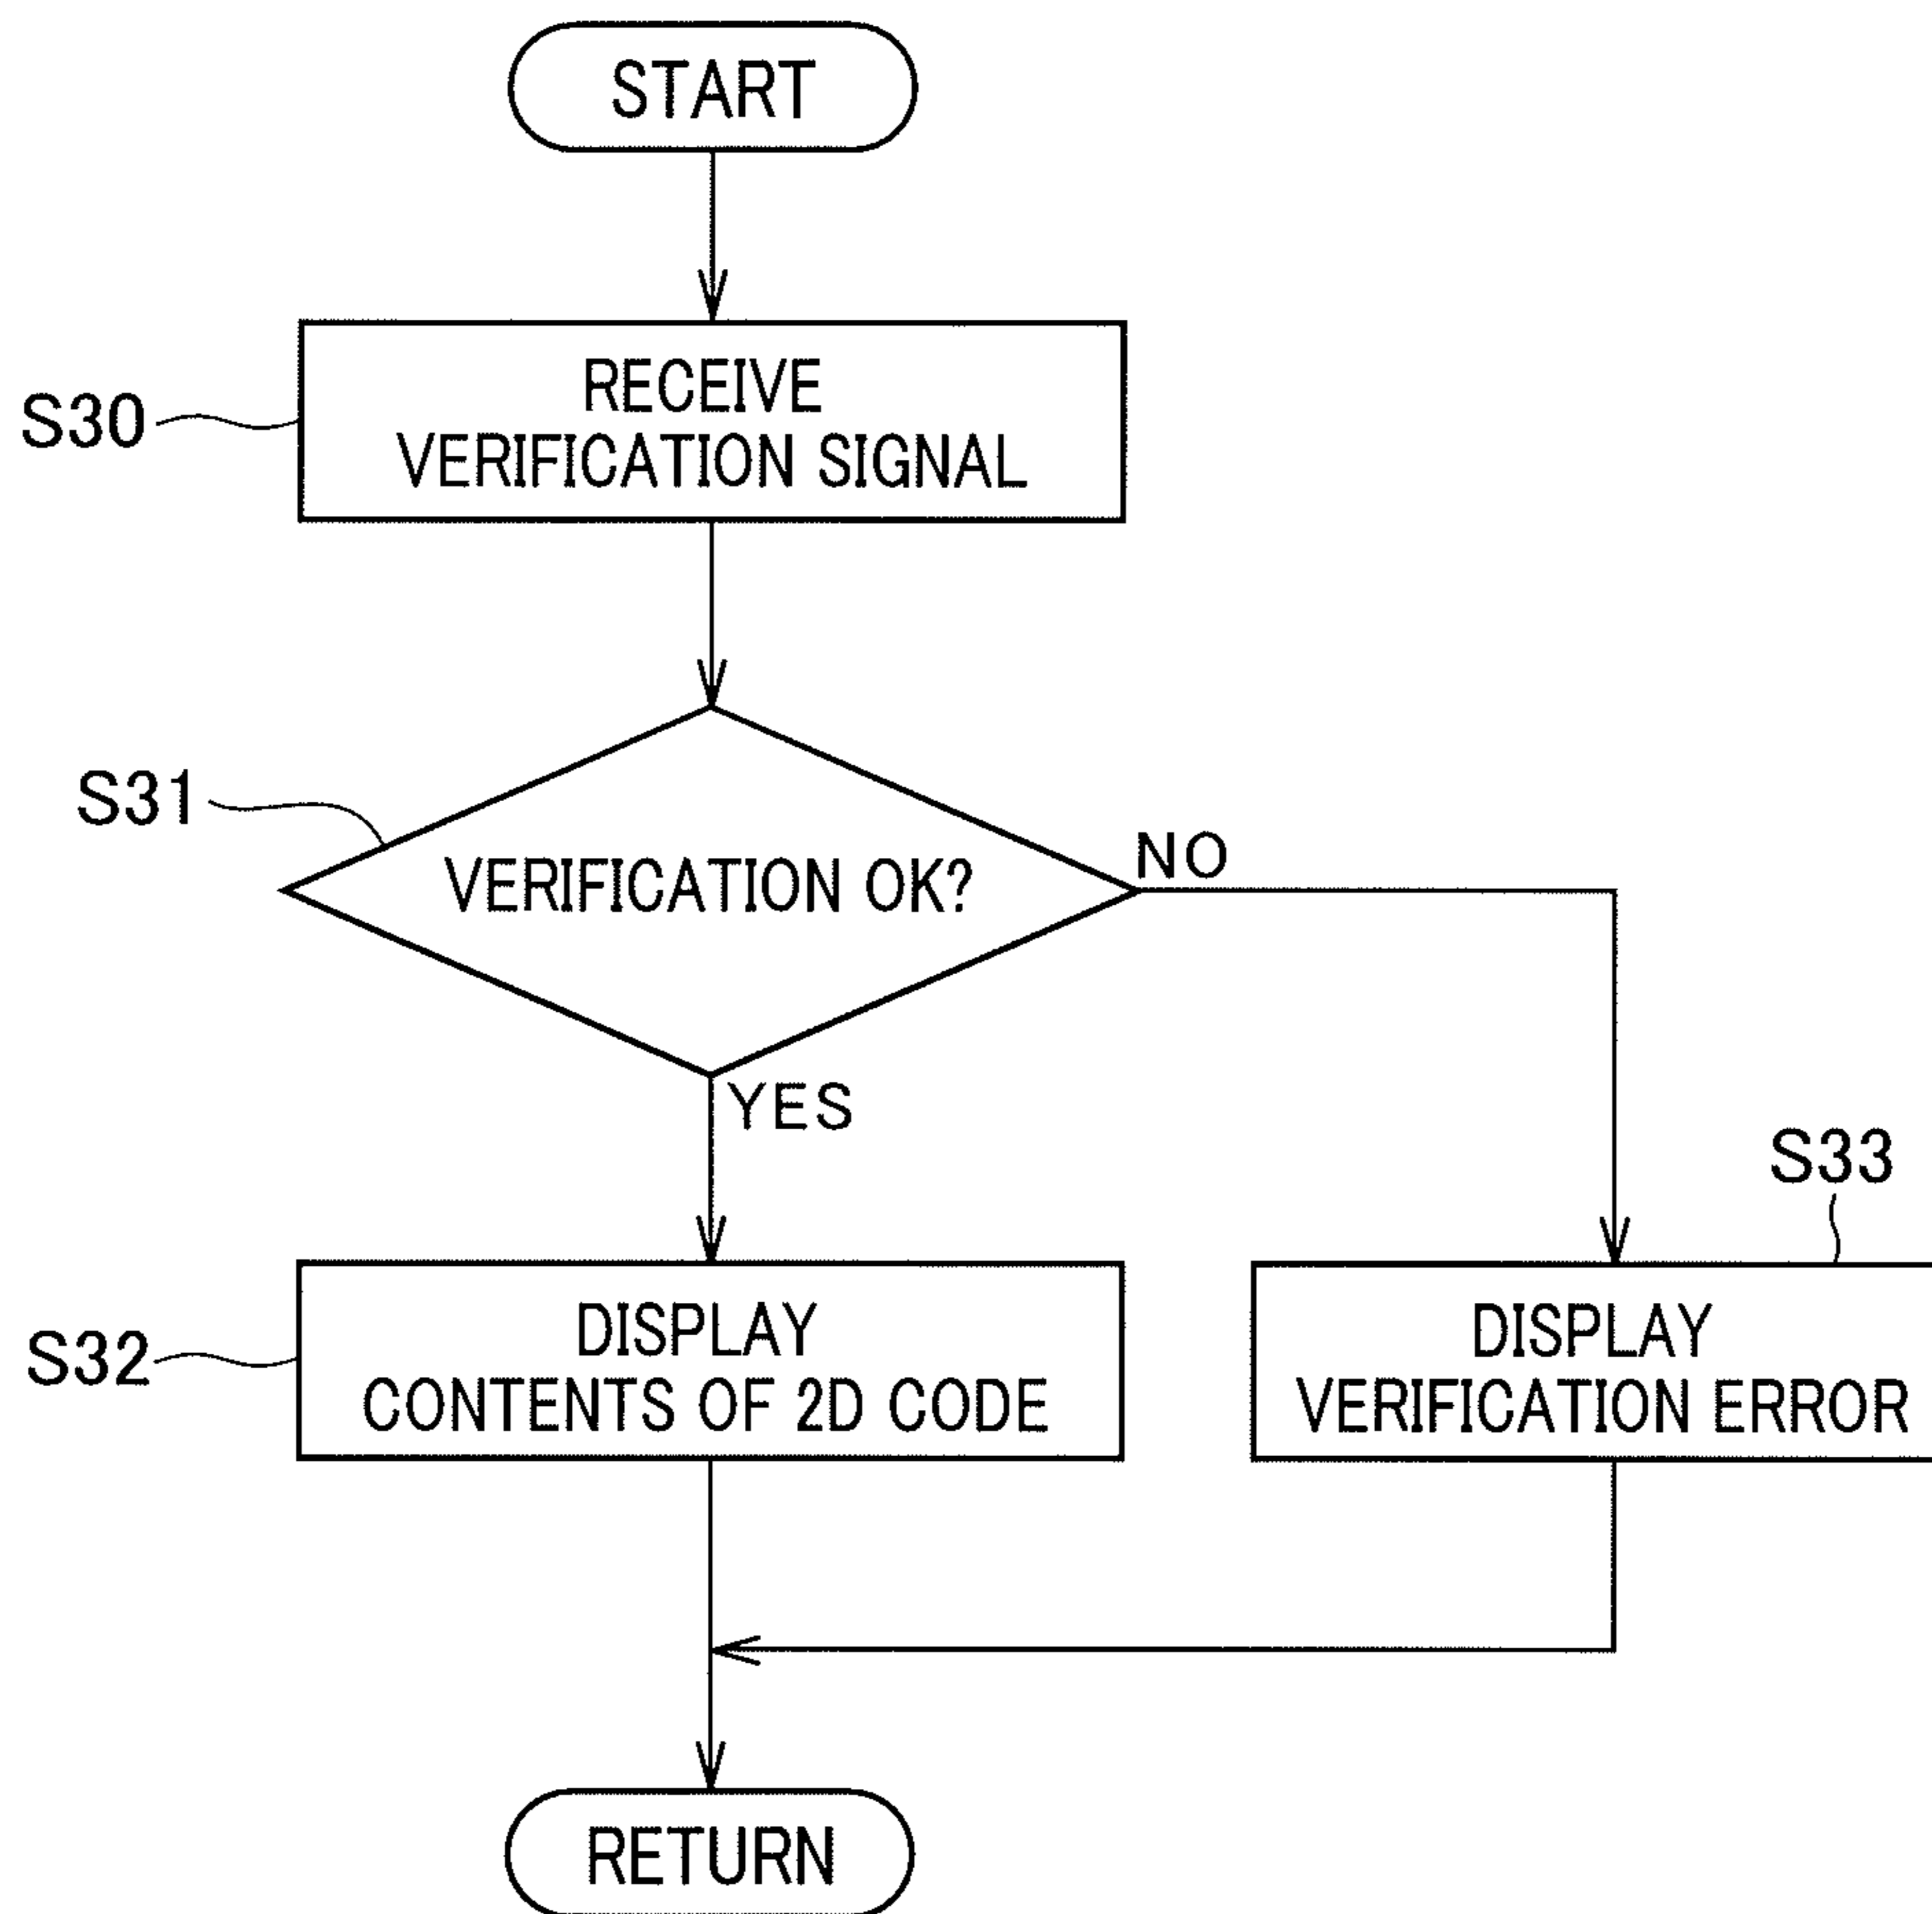 START
S30
RECEIVE
VERIFICATION SIGNAL
S31
VERIFICATION OK?
NO
YES
S33
S32
DISPLAY
CONTENTS OF 2D CODE
DISPLAY
VERIFICATION ERROR
RETURN